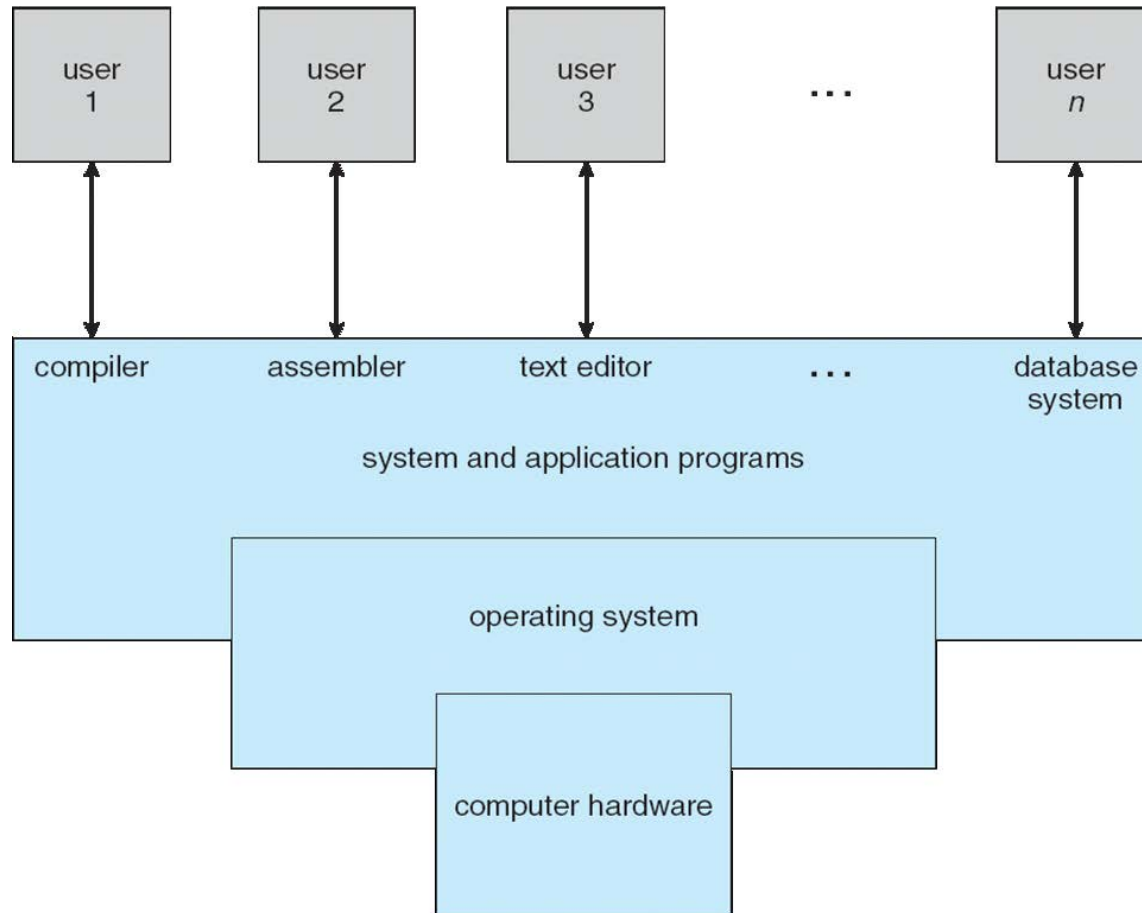 user
1
user
2
user
3
...
user
n
compiler
assembler
text editor
...
database
system
system and application programs
operating system
computer hardware